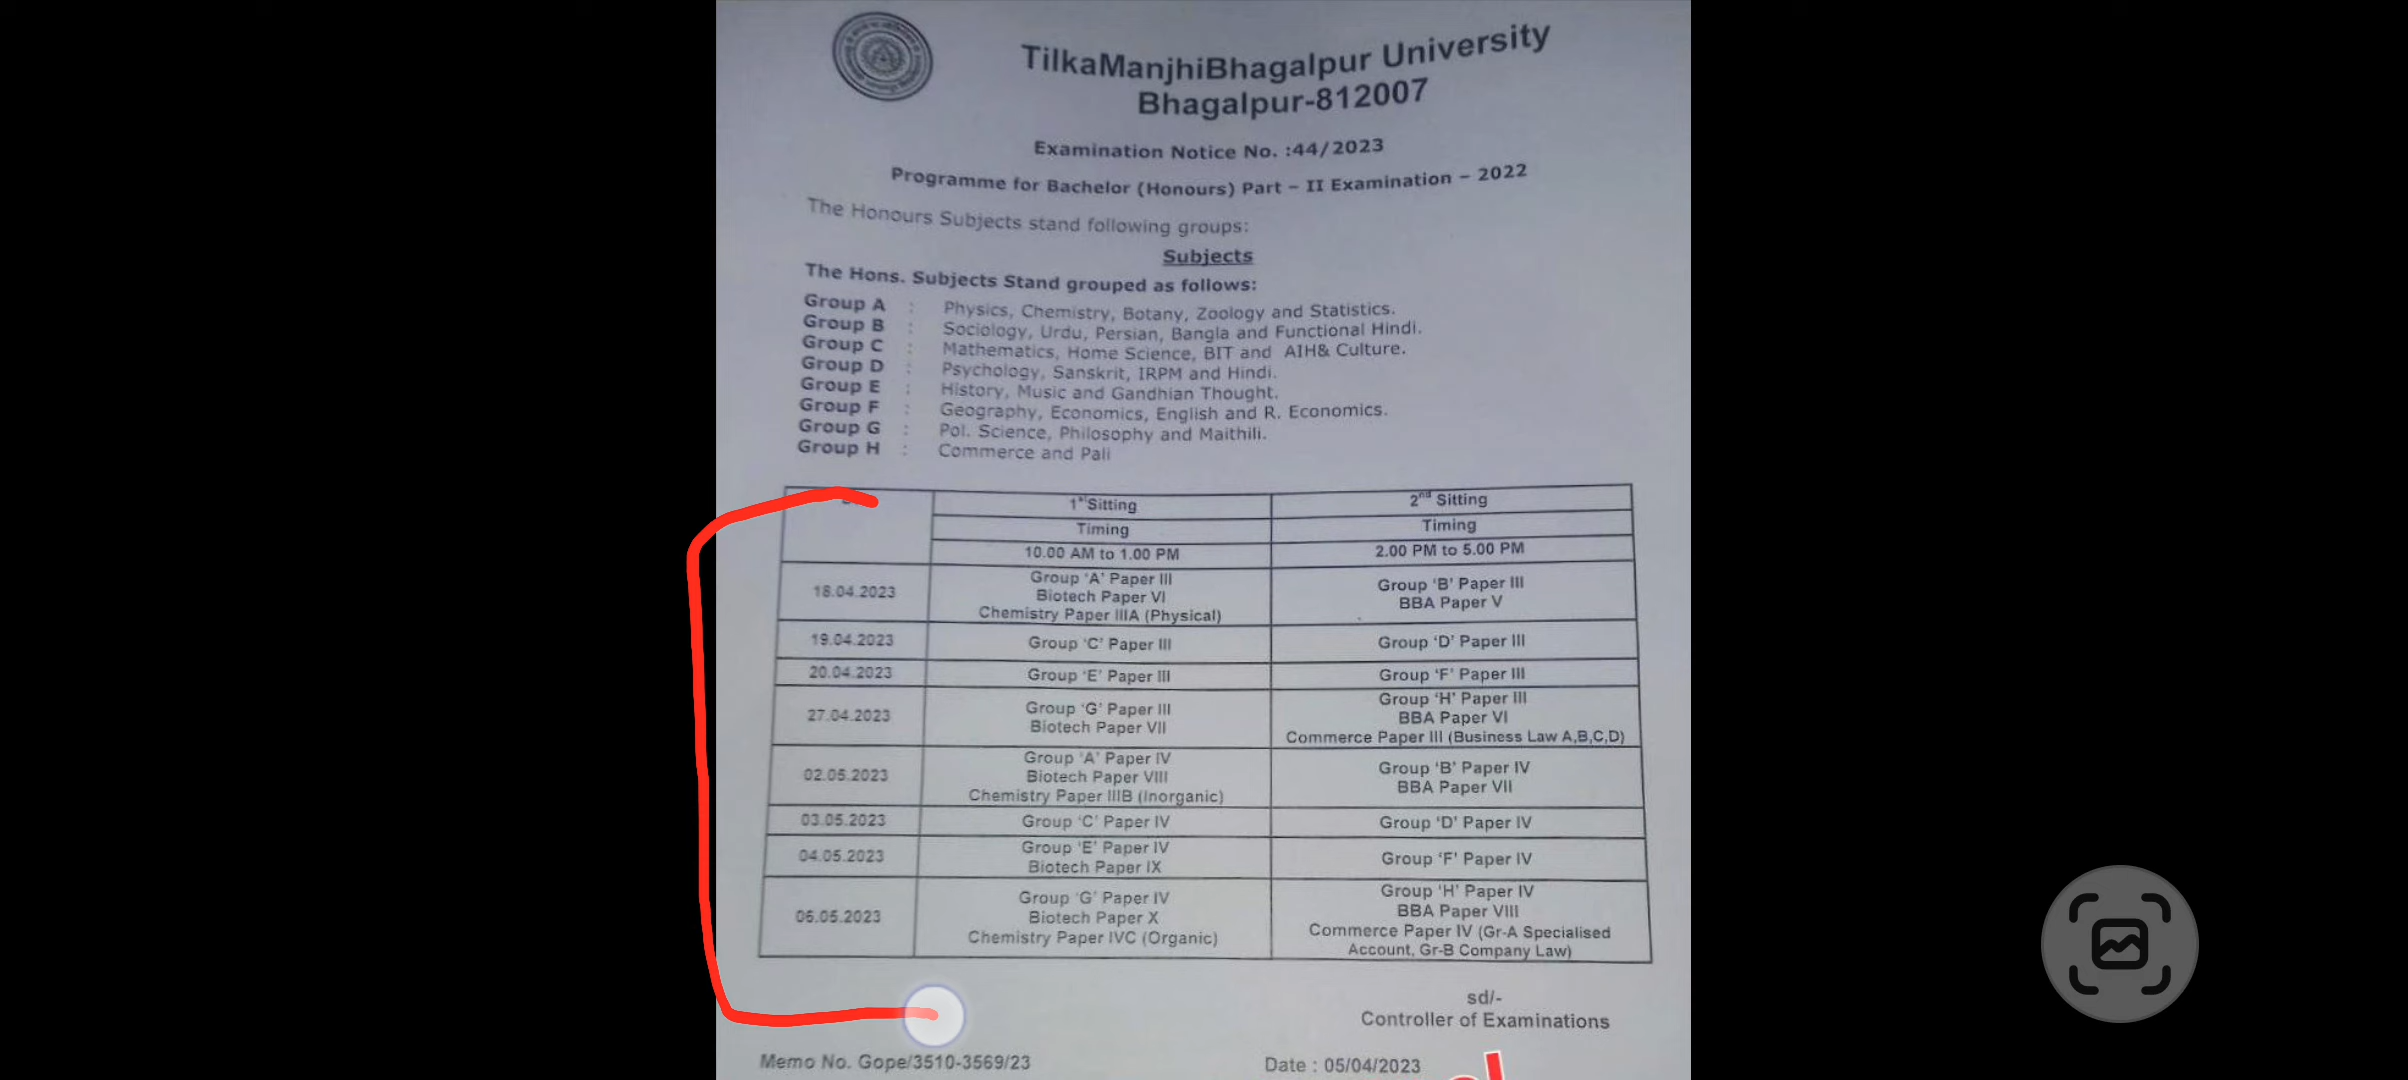 TilkaManjhiBhagalpur University
Bhagalpur-812007
Examination Notice No. :44/2023
Programme for Bachelor (Honours) Part – II Examination – 2022
The Honours Subjects stand following groups:
Subjects
The Hons. Subjects Stand grouped as follows:
Group A : Physics, Chemistry, Botany, Zoology and Statistics.
Group B : Sociology, Urdu, Persian, Bangla and Functional Hindi.
Group C : Mathematics, Home Science, BIT and AIH& Culture.
Group D : Psychology, Sanskrit, IRPM and Hindi.
Group E : History, Music and Gandhian Thought.
Group F : Geography, Economics, English and R. Economics.
Group G : Pol. Science, Philosophy and Maithili.
Group H : Commerce and Pali
1st Sitting 2nd Sitting
Timing Timing
10.00 AM to 1.00 PM 2.00 PM to 5.00 PM
18.04.2023
Group 'A' Paper III
Biotech Paper VI
Chemistry Paper IIIA (Physical)
Group 'B' Paper III
BBA Paper V
19.04.2023 Group 'C' Paper III Group 'D' Paper III
20.04.2023 Group 'E' Paper III Group 'F' Paper III
27.04.2023
Group 'G' Paper III
Biotech Paper VII
Group 'H' Paper III
BBA Paper VI
Commerce Paper III (Business Law A,B,C,D)
02.05.2023
Group 'A' Paper IV
Biotech Paper VIII
Chemistry Paper IIIB (Inorganic)
Group 'B' Paper IV
BBA Paper VII
03.05.2023 Group 'C' Paper IV Group 'D' Paper IV
04.05.2023
Group 'E' Paper IV
Biotech Paper IX
Group 'F' Paper IV
06.05.2023
Group 'G' Paper IV
Biotech Paper X
Chemistry Paper IVC (Organic)
Group 'H' Paper IV
BBA Paper VIII
Commerce Paper IV (Gr-A Specialised
Account, Gr-B Company Law)
sd/-
Controller of Examinations
Memo No. Gope/3510-3569/23 Date : 05/04/2023